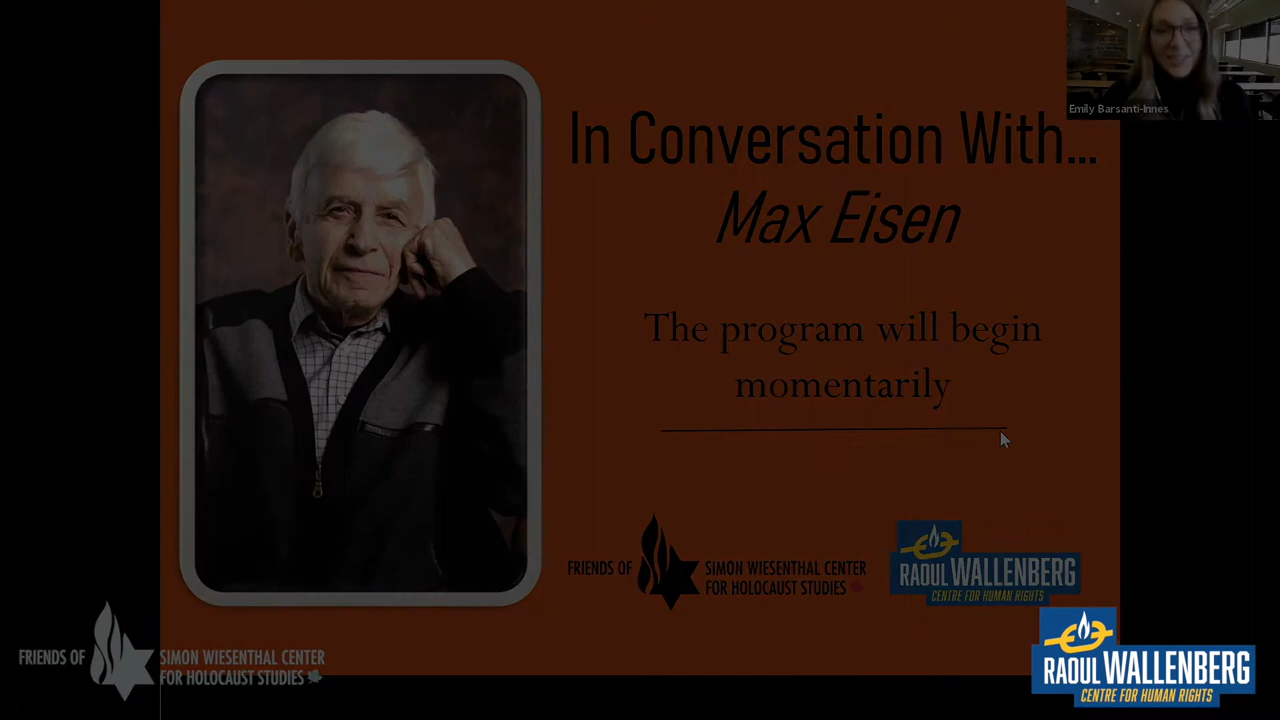 Emily Barsanti-Innes
In Conversation With...
Max Eisen
The program will begin
momentarily
FRIENDS OF
SIMON WIESENTHAL CENTER
FOR HOLOCAUST STUDIES
RAOUL WALLENBERG
CENTRE FOR HUMAN RIGHTS
FRIENDS OF
SIMON WIESENTHAL CENTER
FOR HOLOCAUST STUDIES
RAOUL WALLENBERG
CENTRE FOR HUMAN RIGHTS